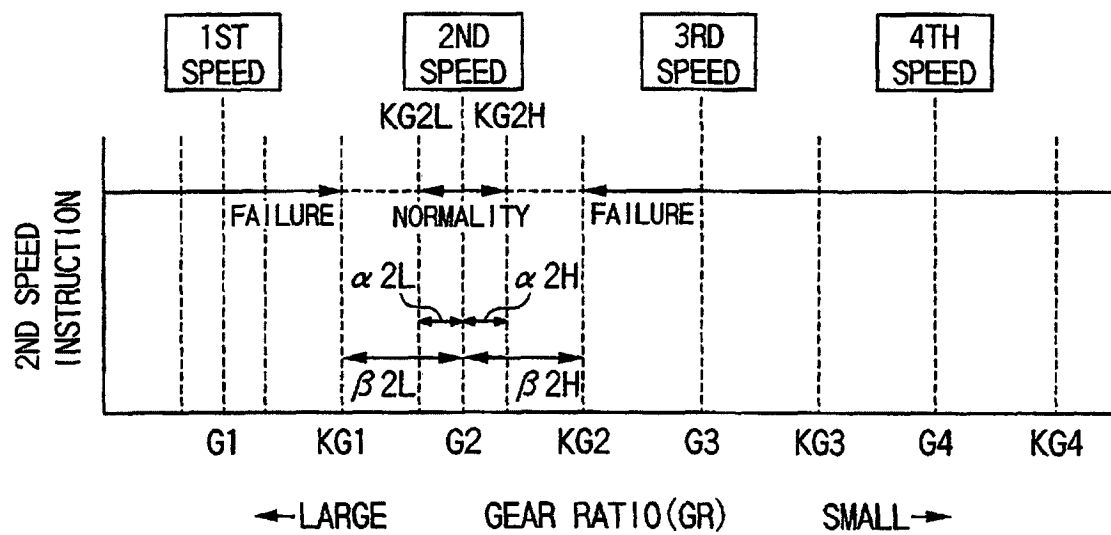 1ST
SPEED
2ND
SPEED
3RD
SPEED
4TH
SPEED
KG2L
KG2H
FAILURE
NORMALITY
FAILURE
2ND SPEED
INSTRUCTION
α 2L
α 2H
β 2L
β 2H
G1
KG1
G2
KG2
G3
KG3
G4
KG4
←LARGE
GEAR RATIO(GR)
SMALL→